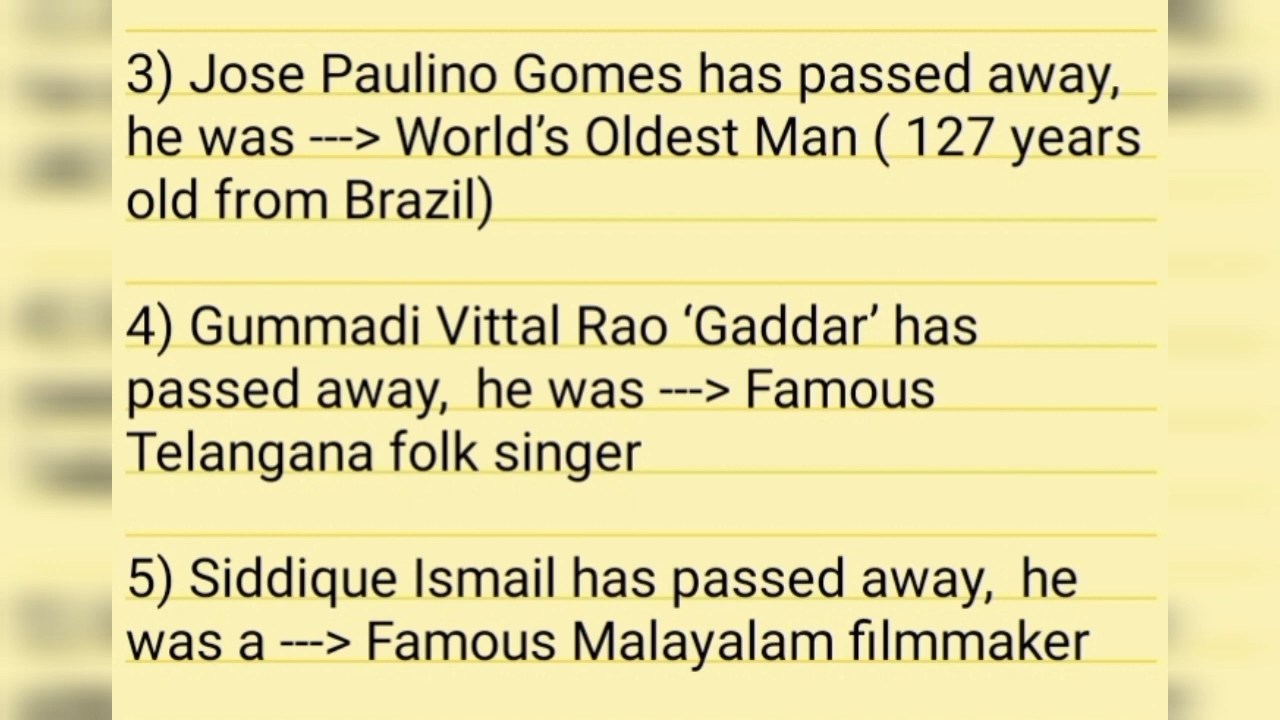 3) Jose Paulino Gomes has passed away,
he was ---> World’s Oldest Man ( 127 years
old from Brazil)
4) Gummadi Vittal Rao ‘Gaddar’ has
passed away,  he was ---> Famous
Telangana folk singer
5) Siddique Ismail has passed away,  he
was a ---> Famous Malayalam filmmaker